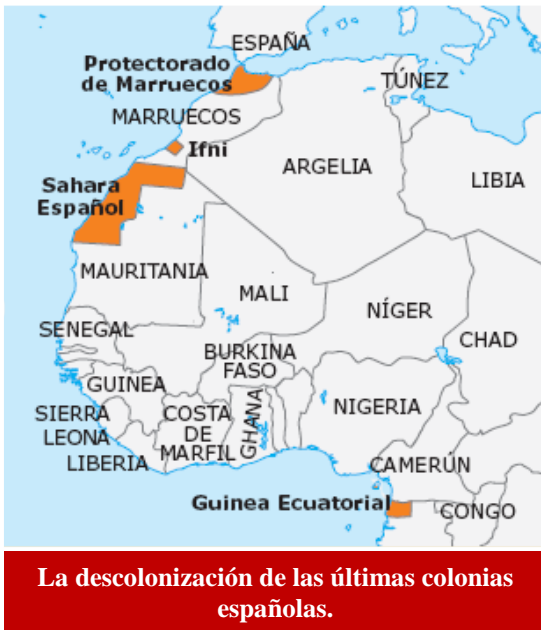 ESPAÑA
Protectorado
de Marruecos
TÚNEZ
MARRUECOS
Ifni
ARGELIA
LIBIA
Sahara
Español
MAURITANIA
MALI
NÍGER
CHAD
SENEGAL
BURKINA
FASO
GUINEA
NIGERIA
SIERRA
LEONA
COSTA
DE
MARFIL
GHANA
LIBERIA
CAMERÚN
Guinea Ecuatorial
CONGO
La descolonización de las últimas colonias
españolas.